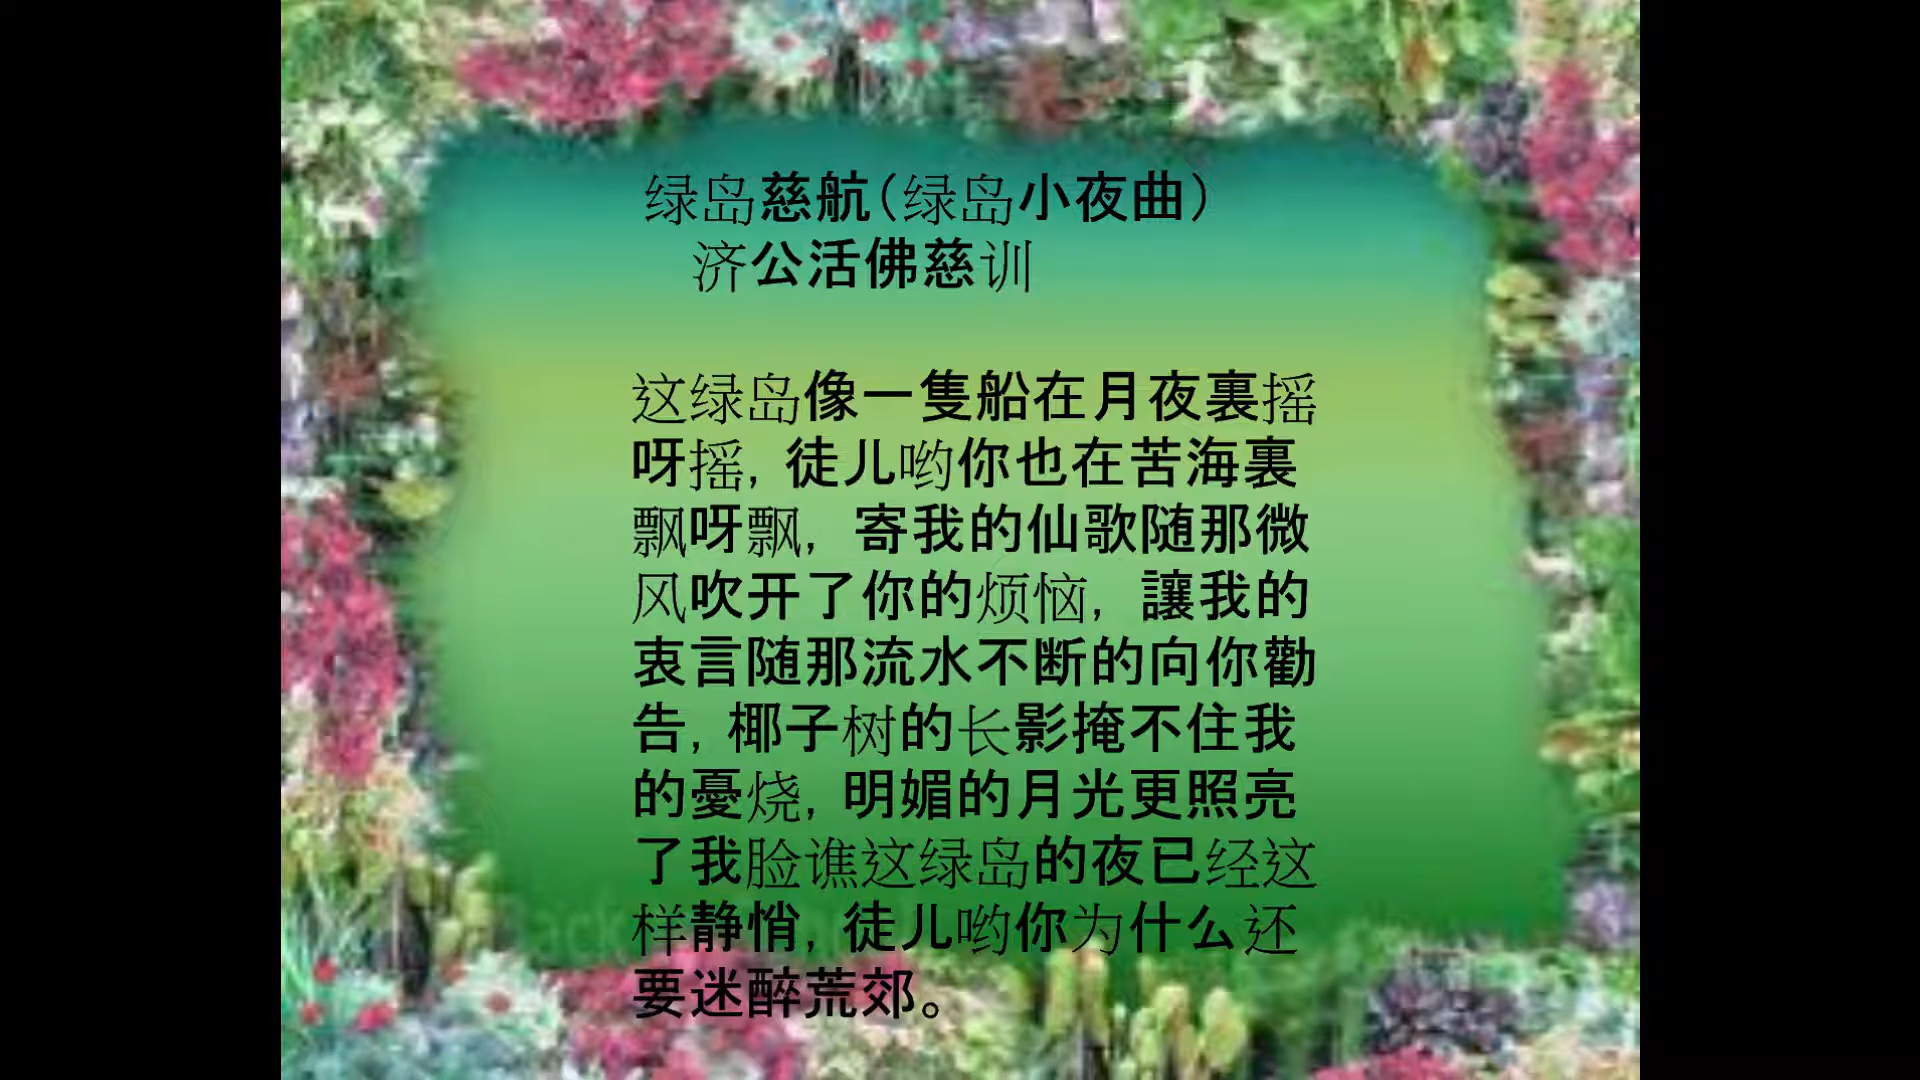 绿岛慈航(绿岛小夜曲)
济公活佛慈训
这绿岛像一隻船在月夜裏摇
呀摇, 徒儿哟你也在苦海裏
飘呀飘, 寄我的仙歌随那微
风吹开了你的烦恼, 讓我的
衷言随那流水不断的向你勸
告, 椰子树的长影掩不住我
的憂烧, 明媚的月光更照亮
了我脸谯这绿岛的夜已经这
样静悄, 徒儿哟你为什么还
要迷醉荒郊。